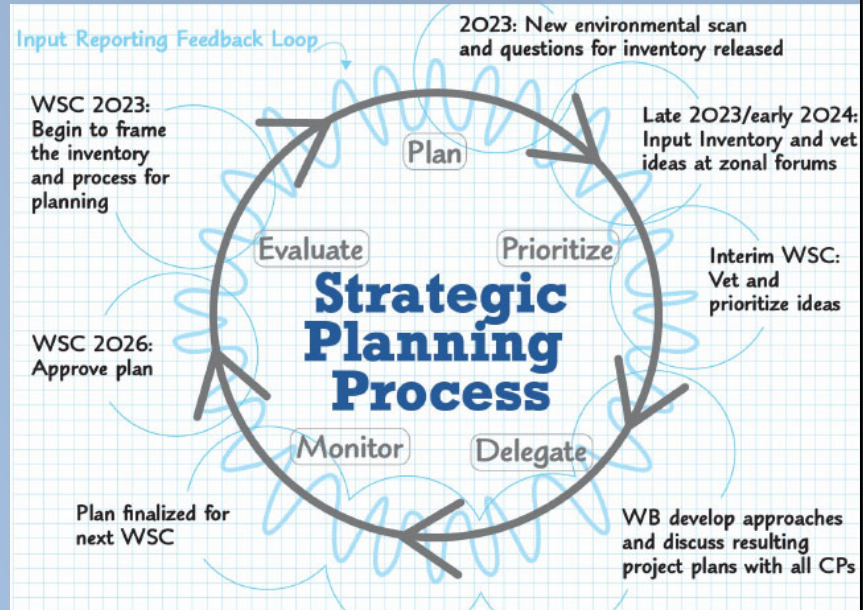 Input Reporting Feedback Loop
2023: New environmental scan
and questions for inventory released
WSC 2023:
Begin to frame
the inventory
and process for
planning
Late 2023/early 2024:
Input Inventory and vet
ideas at zonal forums
Plan
Evaluate
Prioritize
Strategic
Planning
Process
Interim WSC:
Vet and
prioritize ideas
WSC 2026:
Approve plan
Monitor
Delegate
Plan finalized for
next WSC
WB develop approaches
and discuss resulting
project plans with all CPs